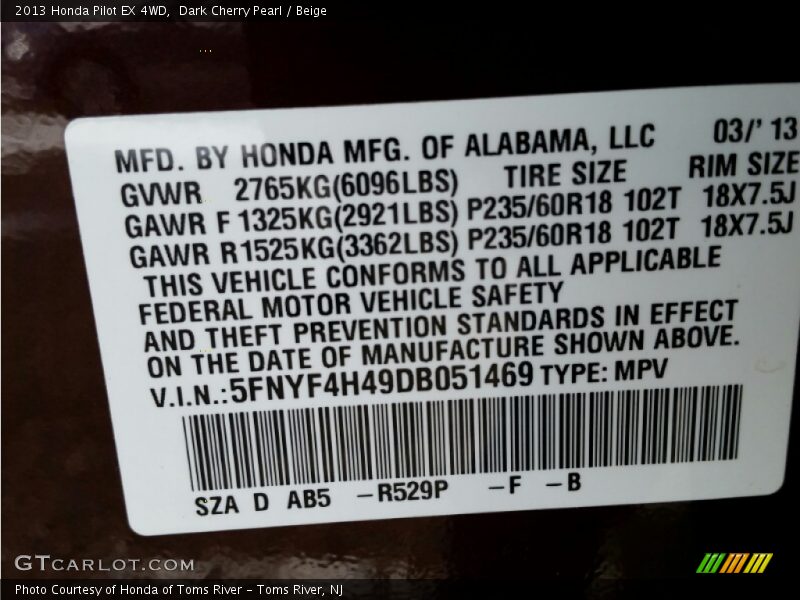 2013 Honda Pilot EX 4WD,  Dark Cherry Pearl / Beige
MFD. BY HONDA MFG. OF ALABAMA, LLC 03/'13
GVWR 2765KG(6096LBS) TIRE SIZE RIM SIZE
GAWR F 1325KG(2921LBS) P235/60R18 102T 18X7.5J
GAWR R 1525KG(3362LBS) P235/60R18 102T 18X7.5J
THIS VEHICLE CONFORMS TO ALL APPLICABLE
FEDERAL MOTOR VEHICLE SAFETY
AND THEFT PREVENTION STANDARDS IN EFFECT
ON THE DATE OF MANUFACTURE SHOWN ABOVE.
V.I.N.:5FNYF4H49DB051469 TYPE: MPV
SZA D AB5 –R529P –F –B
GTCARLOT.COM
Photo Courtesy of Honda of Toms River – Toms River, NJ